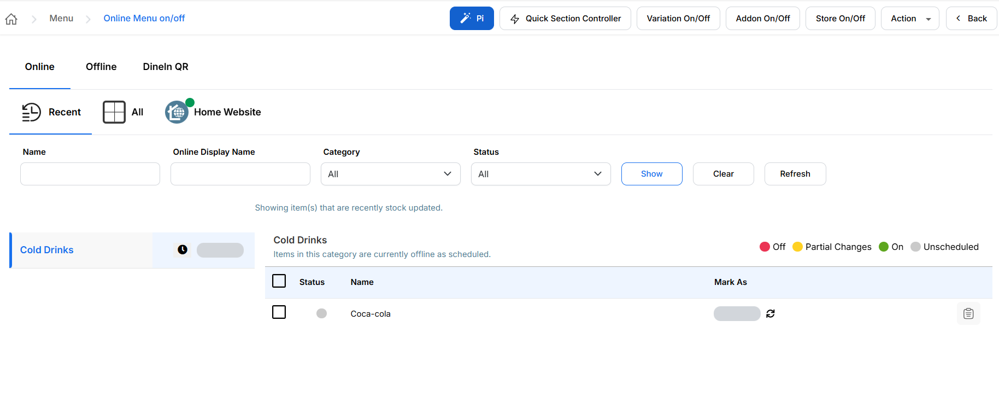 Menu Online Menu on/off Pi Quick Section Controller Variation On/Off Addon On/Off Store On/Off Action Back
Online Offline DineIn QR
Recent All Home Website
Name Online Display Name Category Status
All All Show Clear Refresh
Showing item(s) that are recently stock updated.
Cold Drinks
Cold Drinks
Items in this category are currently offline as scheduled.
Off Partial Changes On Unscheduled
Status Name Mark As
Coca-cola